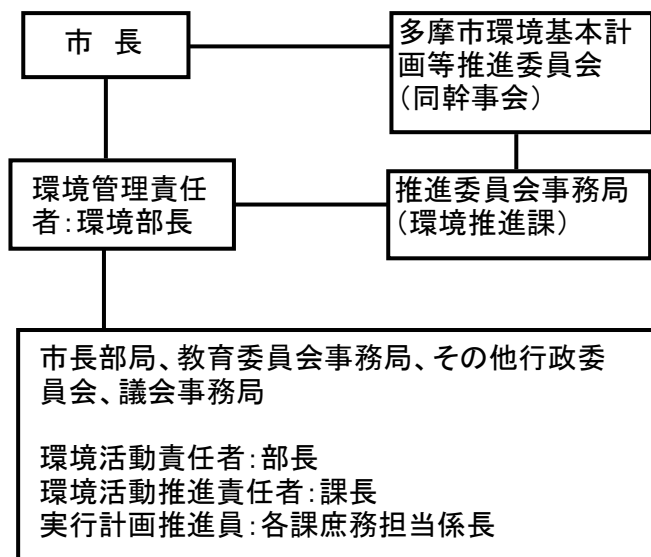 市 長
多摩市環境基本計
画等推進委員会
(同幹事会)
環境管理責任
者:環境部長
推進委員会事務局
(環境推進課)
市長部局、教育委員会事務局、その他行政委
員会、議会事務局
環境活動責任者:部長
環境活動推進責任者:課長
実行計画推進員:各課庶務担当係長